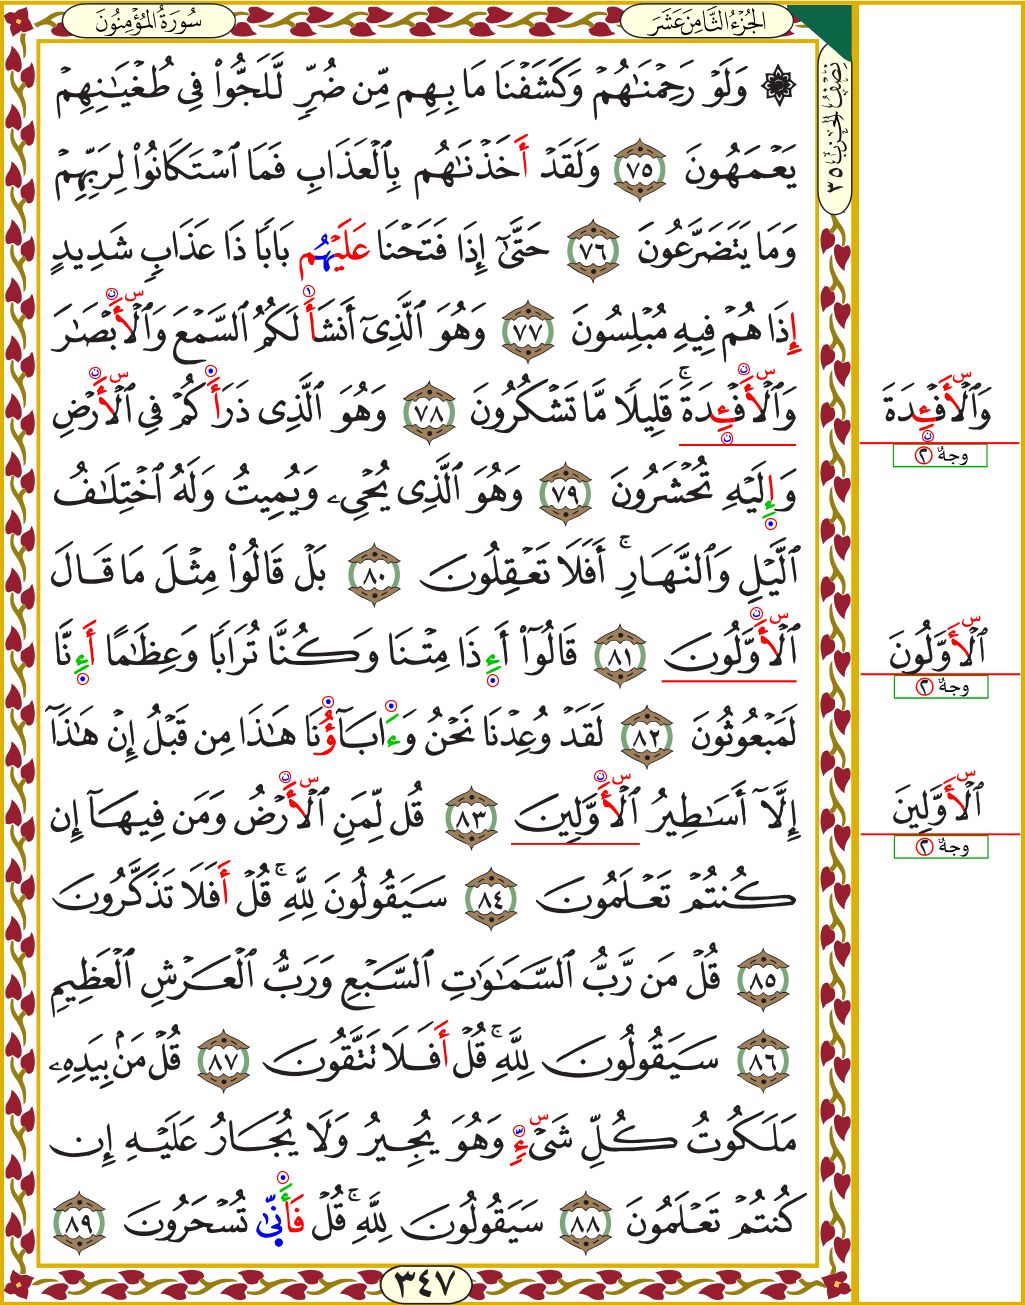 سُورَةُ المُؤْمِنُونَ
الجُزْءُ الثَّامِنَ عَشَرَ
نِصْفُ الحِزْبِ ٣٥
۞ وَلَوْ رَحِمْنَٰهُمْ وَكَشَفْنَا مَا بِهِم مِّن ضُرٍّ لَّلَجُّوا۟ فِى طُغْيَٰنِهِمْ
يَعْمَهُونَ ٧٥ وَلَقَدْ أَخَذْنَٰهُم بِٱلْعَذَابِ فَمَا ٱسْتَكَانُوا۟ لِرَبِّهِمْ
وَمَا يَتَضَرَّعُونَ ٧٦ حَتَّىٰٓ إِذَا فَتَحْنَا عَلَيْهُم بَابًا ذَا عَذَابٍ شَدِيدٍ
إِذَا هُمْ فِيهِ مُبْلِسُونَ ٧٧ وَهُوَ ٱلَّذِىٓ أَنشَأَ لَكُمُ ٱلسَّمْعَ وَٱلْأَبْصَٰرَ
وَٱلْأَفْـِٔدَةَ ۚ قَلِيلًا مَّا تَشْكُرُونَ ٧٨ وَهُوَ ٱلَّذِى ذَرَأَكُمْ فِى ٱلْأَرْضِ
وَإِلَيْهِ تُحْشَرُونَ ٧٩ وَهُوَ ٱلَّذِى يُحْىِۦ وَيُمِيتُ وَلَهُ ٱخْتِلَٰفُ
ٱلَّيْلِ وَٱلنَّهَارِ ۚ أَفَلَا تَعْقِلُونَ ٨٠ بَلْ قَالُوا۟ مِثْلَ مَا قَالَ
ٱلْأَوَّلُونَ ٨١ قَالُوٓا۟ أَءِذَا مِتْنَا وَكُنَّا تُرَابًا وَعِظَٰمًا أَءِنَّا
لَمَبْعُوثُونَ ٨٢ لَقَدْ وُعِدْنَا نَحْنُ وَءَابَآؤُنَا هَٰذَا مِن قَبْلُ إِنْ هَٰذَآ
إِلَّآ أَسَٰطِيرُ ٱلْأَوَّلِينَ ٨٣ قُل لِّمَنِ ٱلْأَرْضُ وَمَن فِيهَآ إِن
كُنتُمْ تَعْلَمُونَ ٨٤ سَيَقُولُونَ لِلَّهِ ۚ قُلْ أَفَلَا تَذَّكَّرُونَ
٨٥ قُلْ مَن رَّبُّ ٱلسَّمَٰوَٰتِ ٱلسَّبْعِ وَرَبُّ ٱلْعَرْشِ ٱلْعَظِيمِ
٨٦ سَيَقُولُونَ لِلَّهِ ۚ قُلْ أَفَلَا تَتَّقُونَ ٨٧ قُلْ مَنۢ بِيَدِهِۦ
مَلَكُوتُ كُلِّ شَىْءٍ وَهُوَ يُجِيرُ وَلَا يُجَارُ عَلَيْهِ إِن
كُنتُمْ تَعْلَمُونَ ٨٨ سَيَقُولُونَ لِلَّهِ ۚ قُلْ فَأَنَّىٰ تُسْحَرُونَ ٨٩
٣٤٧
وَٱلْأَفْـِٔدَةَ
وجهٌ ٢
ٱلْأَوَّلُونَ
وجهٌ ٢
ٱلْأَوَّلِينَ
وجهٌ ٢